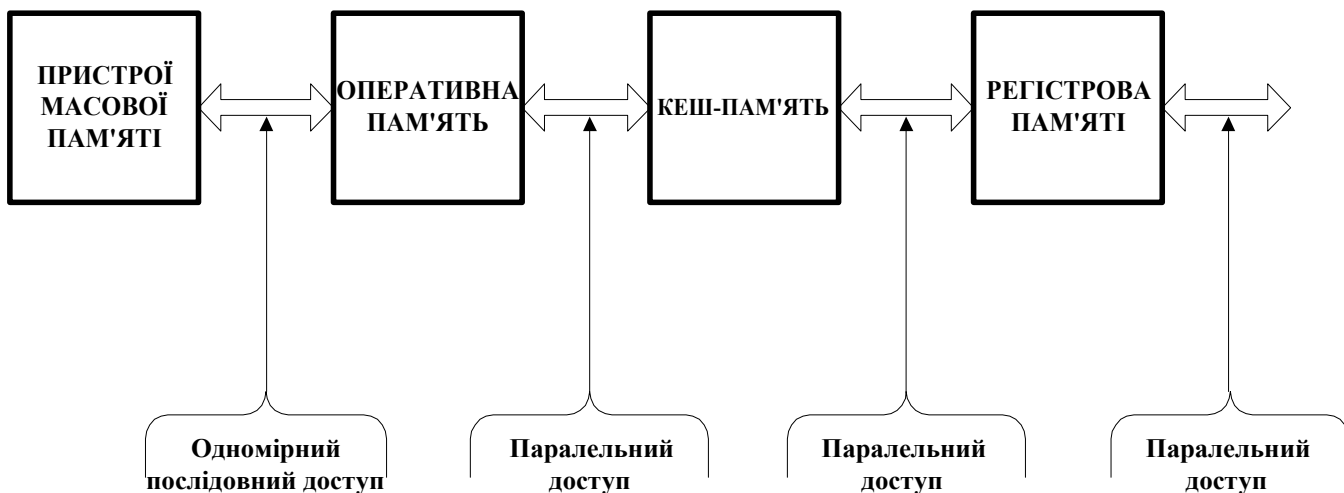 ПРИСТРОЇ
МАСОВОЇ
ПАМ'ЯТІ
ОПЕРАТИВНА
ПАМ'ЯТЬ
КЕШ-ПАМ'ЯТЬ
РЕГІСТРОВА
ПАМ'ЯТІ
Одномірний
послідовний доступ
Паралельний
доступ
Паралельний
доступ
Паралельний
доступ